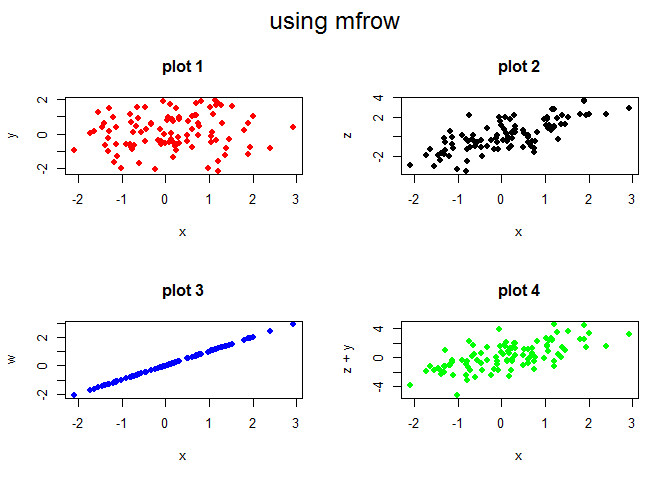 using mfrow
plot 1
y
2
0
-2
-2 -1 0 1 2 3
x
plot 2
z
4
2
-2
-2 -1 0 1 2 3
x
plot 3
w
2
0
-2
-2 -1 0 1 2 3
x
plot 4
z + y
4
0
-4
-2 -1 0 1 2 3
x